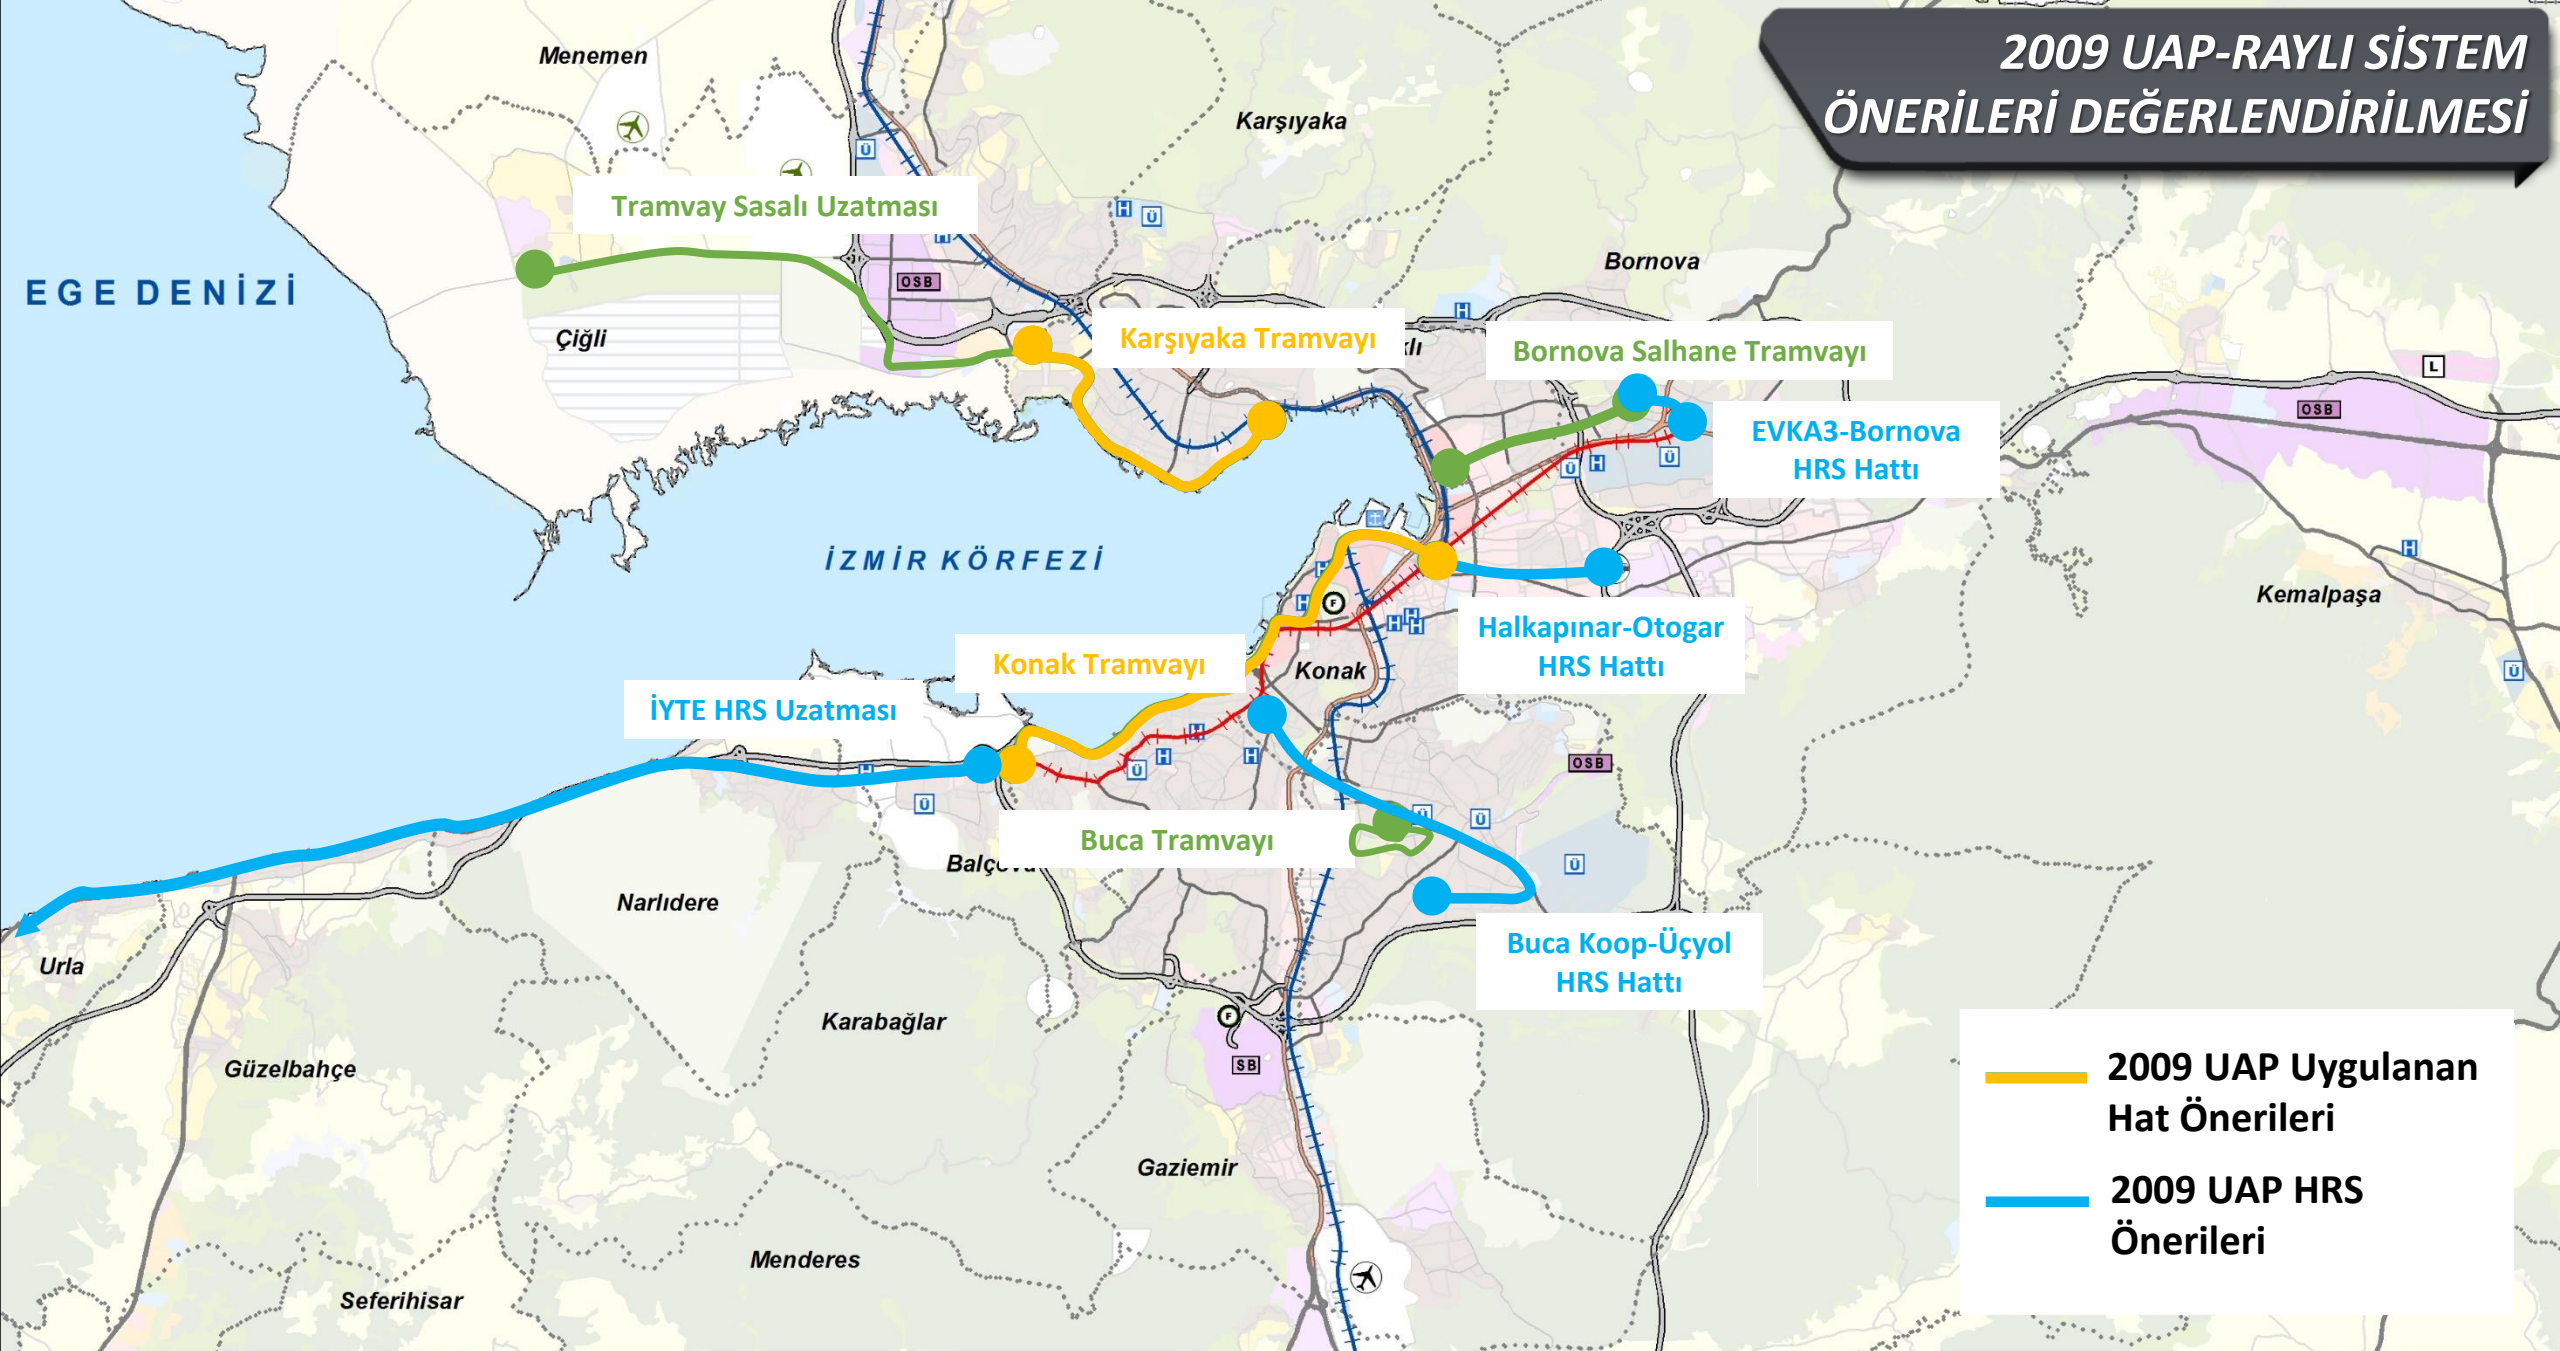 2009 UAP-RAYLI SİSTEM
ÖNERİLERİ DEĞERLENDİRİLMESİ
Menemen
Karşıyaka
Ü
Tramvay Sasalı Uzatması
H
Ü
H
Bornova
EGE DENİZİ
OSB
H
Çiğli
Karşıyaka Tramvayı
lı
Bornova Salhane Tramvayı
L
OSB
EVKA3-Bornova
HRS Hattı
Ü
H
Ü
İZMİR KÖRFEZİ
H
H
H
F
Kemalpaşa
H
H
H
Halkapınar-Otogar
HRS Hattı
Konak Tramvayı
Konak
Ü
İYTE HRS Uzatması
H
H
H
Ü
H
OSB
Ü
Ü
Ü
Buca Tramvayı
Balçova
Ü
Narlıdere
Buca Koop-Üçyol
HRS Hattı
Urla
Karabağlar
F
Güzelbahçe
SB
2009 UAP Uygulanan
Hat Önerileri
Gaziemir
2009 UAP HRS
Önerileri
Menderes
Seferihisar